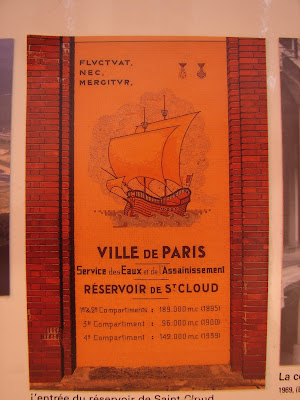 FLVCTVAT.
NEC.
MERGITVR.
VILLE DE PARIS
Service des Eaux et de l'Assainissement
RÉSERVOIR DE ST CLOUD
1er&2e Compartiments : 189.000 m.c (1895)
3e Compartiment : 56.000 m.c (1900)
4e Compartiment : 149.000 m.c (1939)
l'entrée du réservoir de Saint Cloud
La c
1969, il